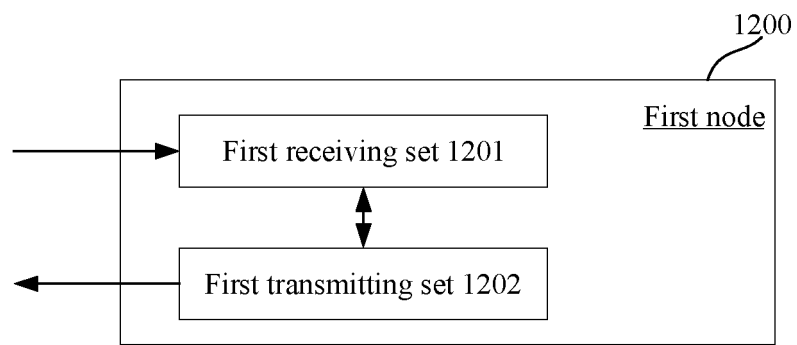 1200
First node
First receiving set 1201
First transmitting set 1202